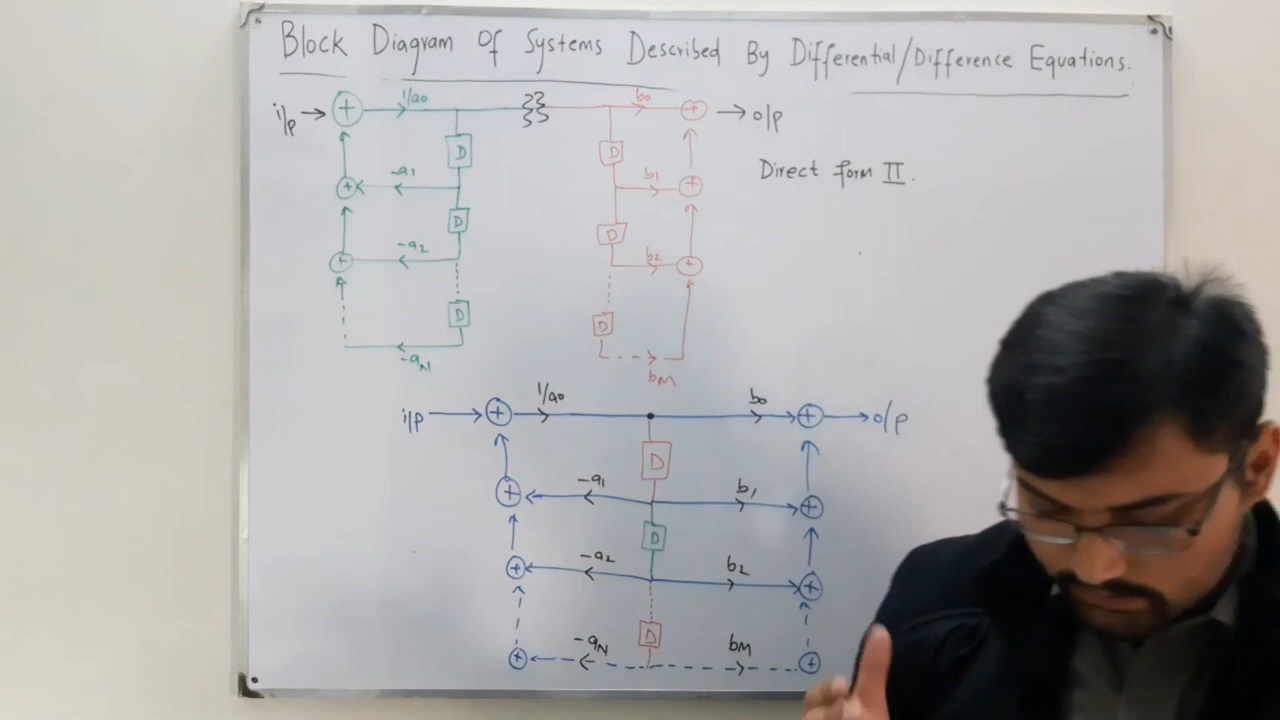 Block Diagram Of Systems Described By Differential/Difference Equations.
i/p → + 1/a0 b0 + → o/p
D D
+ -a1 b1 +
Direct form II.
D D
+ -a2 b2 +
D D
-aN bM
i/p + 1/a0 b0 + o/p
D
+ -a1 b1 +
D
+ -a2 b2 +
D
+ -aN bM +